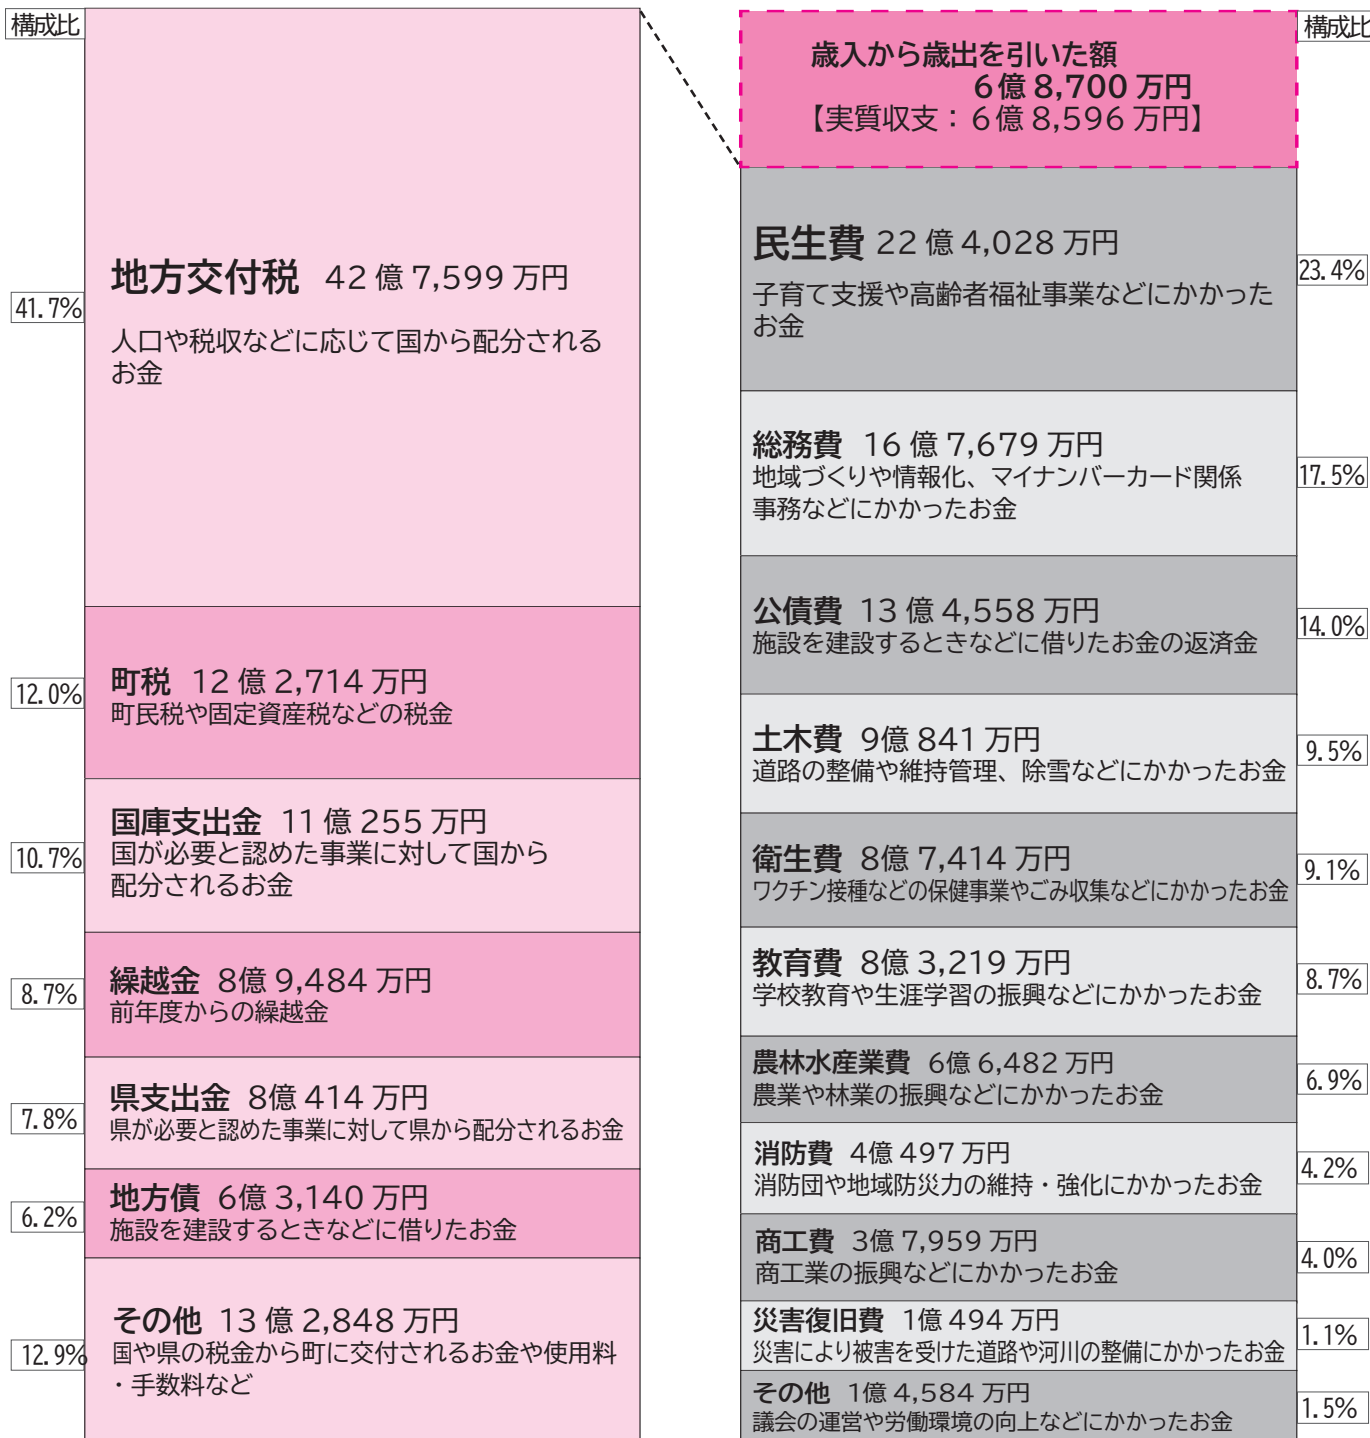 構成比
41.7%
地方交付税 42億7,599万円
人口や税収などに応じて国から配分される
お金
12.0%
町税 12億2,714万円
町民税や固定資産税などの税金
10.7%
国庫支出金 11億255万円
国が必要と認めた事業に対して国から
配分されるお金
8.7%
繰越金 8億9,484万円
前年度からの繰越金
7.8%
県支出金 8億414万円
県が必要と認めた事業に対して県から配分されるお金
6.2%
地方債 6億3,140万円
施設を建設するときなどに借りたお金
12.9%
その他 13億2,848万円
国や県の税金から町に交付されるお金や使用料
・手数料など
構成比
歳入から歳出を引いた額
6億8,700万円
【実質収支：6億8,596万円】
民生費 22億4,028万円
子育て支援や高齢者福祉事業などにかかった
お金
23.4%
総務費 16億7,679万円
地域づくりや情報化、マイナンバーカード関係
事務などにかかったお金
17.5%
公債費 13億4,558万円
施設を建設するときなどに借りたお金の返済金
14.0%
土木費 9億841万円
道路の整備や維持管理、除雪などにかかったお金
9.5%
衛生費 8億7,414万円
ワクチン接種などの保健事業やごみ収集などにかかったお金
9.1%
教育費 8億3,219万円
学校教育や生涯学習の振興などにかかったお金
8.7%
農林水産業費 6億6,482万円
農業や林業の振興などにかかったお金
6.9%
消防費 4億497万円
消防団や地域防災力の維持・強化にかかったお金
4.2%
商工費 3億7,959万円
商工業の振興などにかかったお金
4.0%
災害復旧費 1億494万円
災害により被害を受けた道路や河川の整備にかかったお金
1.1%
その他 1億4,584万円
議会の運営や労働環境の向上などにかかったお金
1.5%